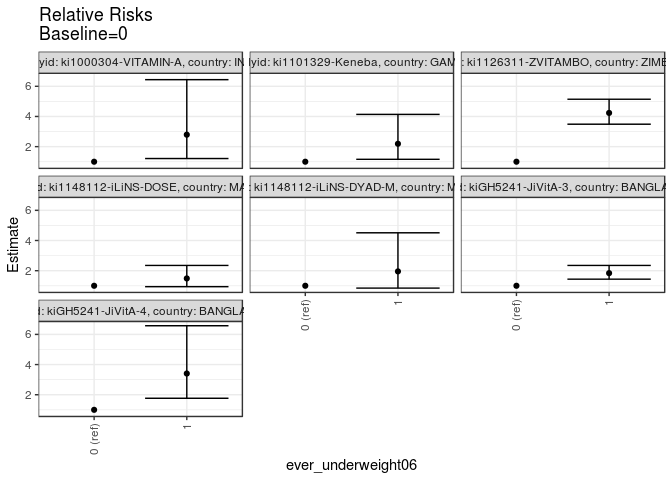 Relative Risks
Baseline=0
yid: ki1000304-VITAMIN-A, country: IN
yid: ki1101329-Keneba, country: GAM
: ki1126311-ZVITAMBO, country: ZIME
6
4
2
d: ki1148112-iLiNS-DOSE, country: MA
: ki1148112-iLiNS-DYAD-M, country: M
: kiGH5241-JiVitA-3, country: BANGLA
6
4
2
d: kiGH5241-JiVitA-4, country: BANGLA
6
4
2
0 (ref)
1
0 (ref)
1
0 (ref)
1
Estimate
ever_underweight06